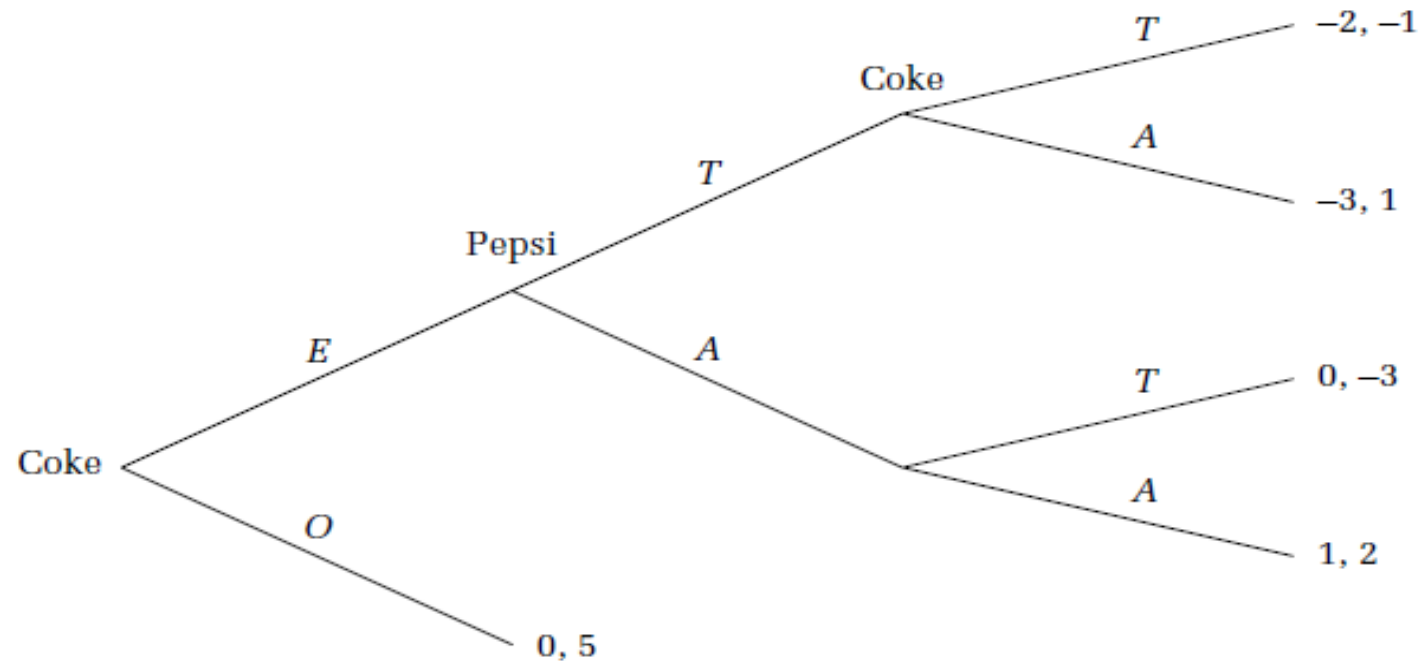 T
–2, –1
Coke
A
T
–3, 1
Pepsi
E
A
T
0, –3
Coke
A
O
1, 2
0, 5